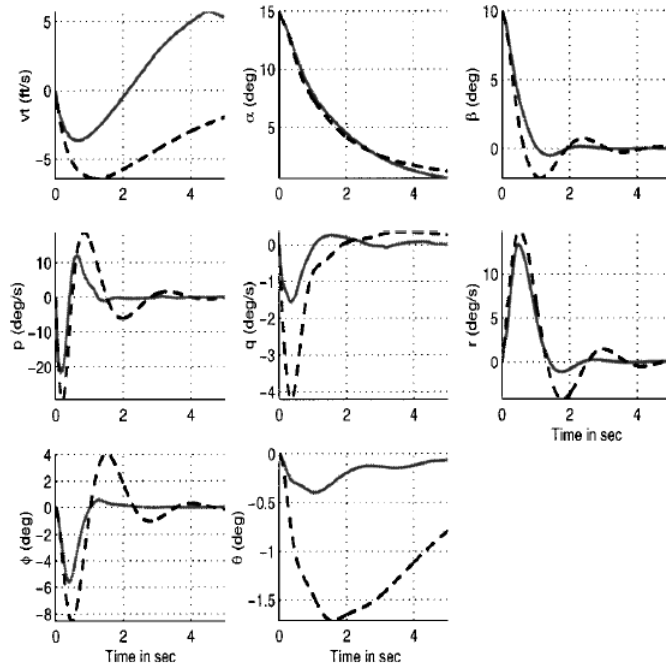 vt (ft/s)
5
0
−5
0 2 4
α (deg)
15
10
5
0 2 4
β (deg)
10
5
0
0 2 4
p (deg/s)
10
0
−10
−20
0 2 4
q (deg/s)
0
−1
−2
−3
−4
0 2 4
r (deg/s)
10
5
0
0 2 4
Time in sec
φ (deg)
4
2
0
−2
−4
−6
−8
0 2 4
Time in sec
θ (deg)
0
−0.5
−1
−1.5
0 2 4
Time in sec